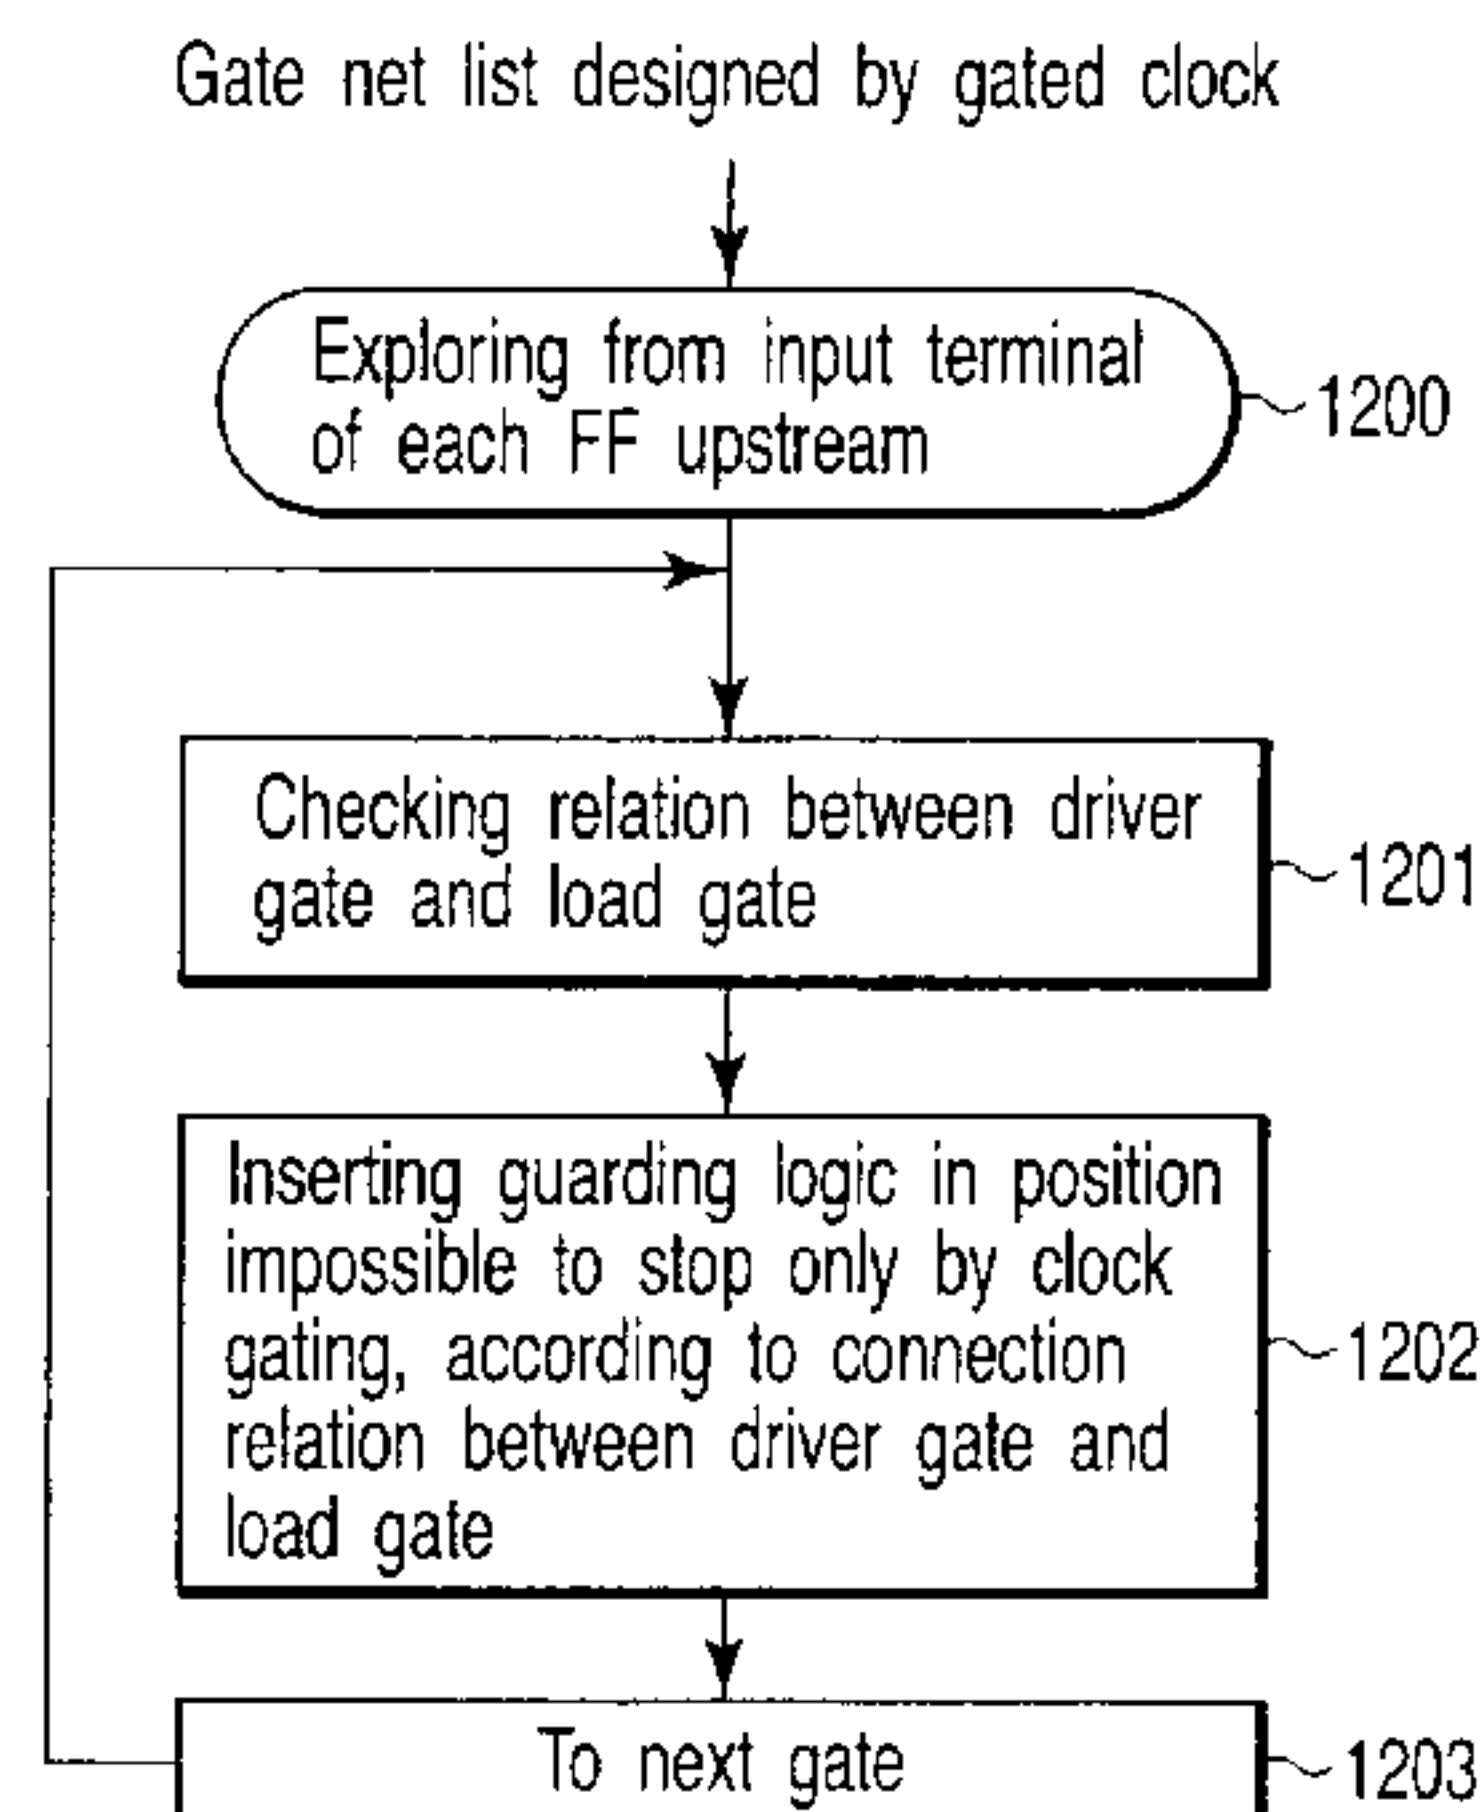 Gate net list designed by gated clock
Exploring from input terminal
of each FF upstream
1200
Checking relation between driver
gate and load gate
1201
Inserting guarding logic in position
impossible to stop only by clock
gating, according to connection
relation between driver gate and
load gate
1202
To next gate
1203